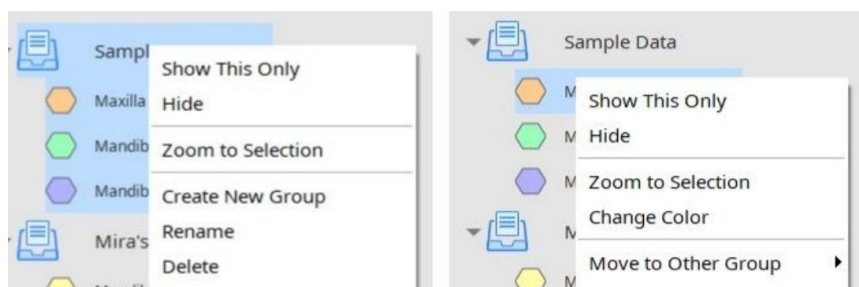 Sampl
Show This Only
Maxilla
Hide
Mandib
Zoom to Selection
Mandib
Create New Group
Mira's
Rename
Delete
Sample Data
M
Show This Only
M
Hide
M
Zoom to Selection
Change Color
M
Move to Other Group
M